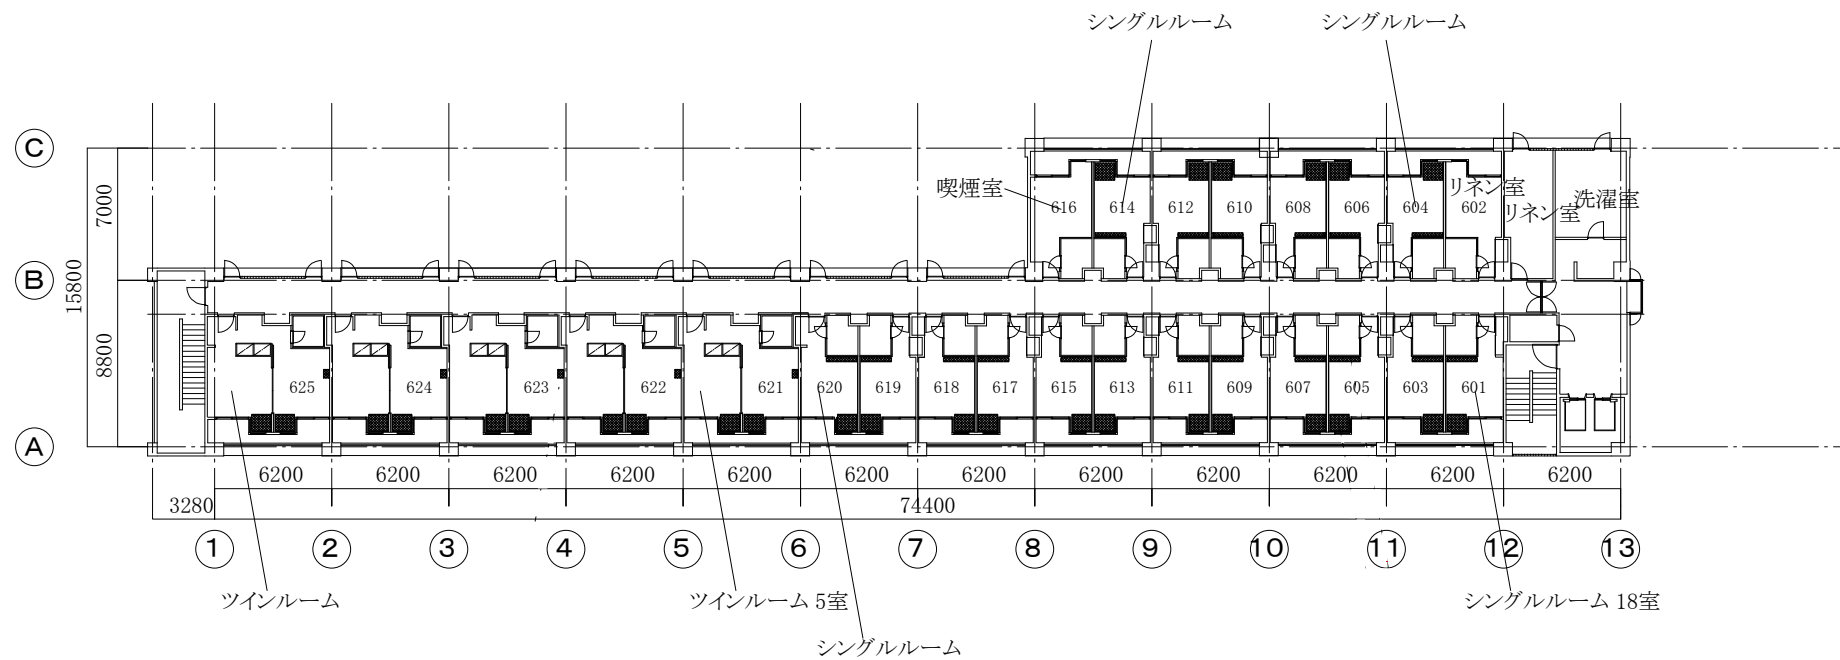 シングルルーム シングルルーム
C
喫煙室 616 614 612 610 608 606 604 602 リネン室 リネン室 洗濯室
7000
15800
B
8800
625 624 623 622 621 620 619 618 617 615 613 611 609 607 605 603 601
A
6200 6200 6200 6200 6200 6200 6200 6200 6200 6200 6200 6200
3280 74400
1 2 3 4 5 6 7 8 9 10 11 12 13
ツインルーム ツインルーム 5室 シングルルーム 18室
シングルルーム